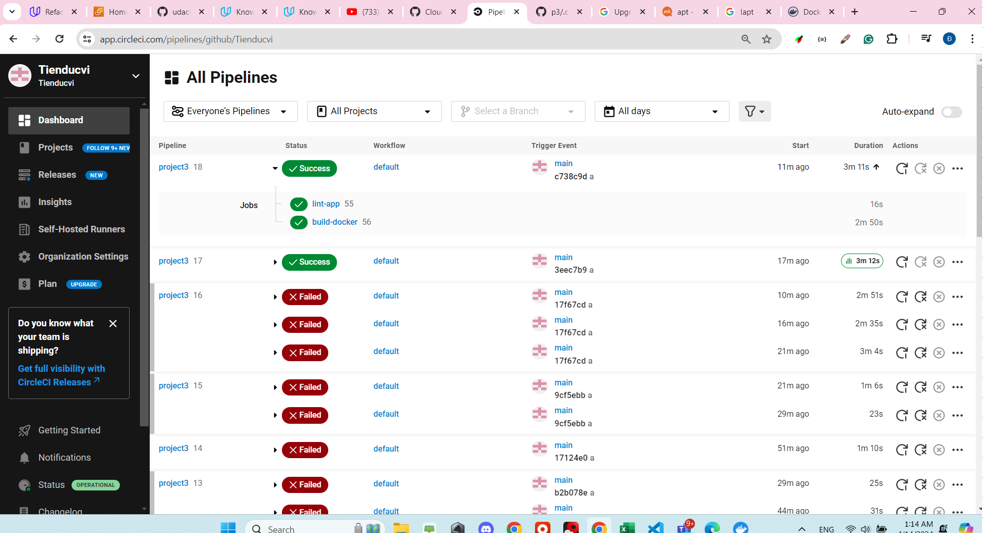 Refac
Home
udac
Know
Know
(733)
Cloud
Pipel
p3/.c
Upgr
apt -
tapt
Dock
app.circleci.com/pipelines/github/Tienducvi
Tienducvi
Tienducvi
Dashboard
Projects FOLLOW 9+ NEW
Releases NEW
Insights
Self-Hosted Runners
Organization Settings
Plan UPGRADE
Do you know what
your team is
shipping?
Get full visibility with
CircleCI Releases
Getting Started
Notifications
Status OPERATIONAL
Changelog
All Pipelines
Everyone's Pipelines
All Projects
Select a Branch
All days
Auto-expand
Pipeline Status Workflow Trigger Event Start Duration Actions
project3 18 Success default main 11m ago 3m 11s
c738c9d a
Jobs
lint-app 55 16s
build-docker 56 2m 50s
project3 17 Success default main 17m ago 3m 12s
3eec7b9 a
project3 16 Failed default main 10m ago 2m 51s
17f67cd a
Failed default main 16m ago 2m 35s
17f67cd a
Failed default main 21m ago 3m 4s
17f67cd a
project3 15 Failed default main 21m ago 1m 6s
9cf5ebb a
Failed default main 29m ago 23s
9cf5ebb a
project3 14 Failed default main 51m ago 1m 10s
17124e0 a
project3 13 Failed default main 29m ago 25s
b2b078e a
Failed default main 44m ago 31s
Search
9+
ENG
1:14 AM